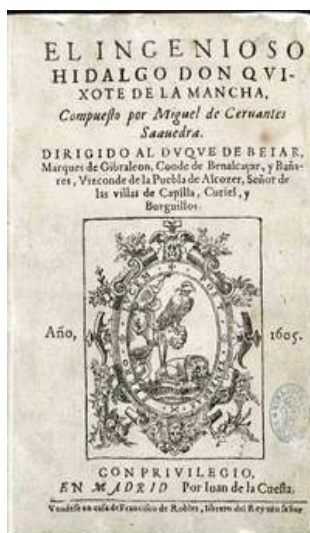 EL INGENIOSO
HIDALGO DON QVI-
XOTE DE LA MANCHA,
Compuesto por Miguel de Ceruantes
Saauedra.
DIRIGIDO AL DVQVE DE BEIAR,
Marques de Gibraleon, Conde de Benalcaçar, y Baña-
res, Vizconde de la Puebla de Alcozer, Señor de
las villas de Capilla, Curiel, y
Burguillos.
Año, 1605.
CON PRIVILEGIO,
EN MADRID Por Iuan de la Cuesta.
Vendese en casa de Francisco de Robles, librero del Rey nro señor